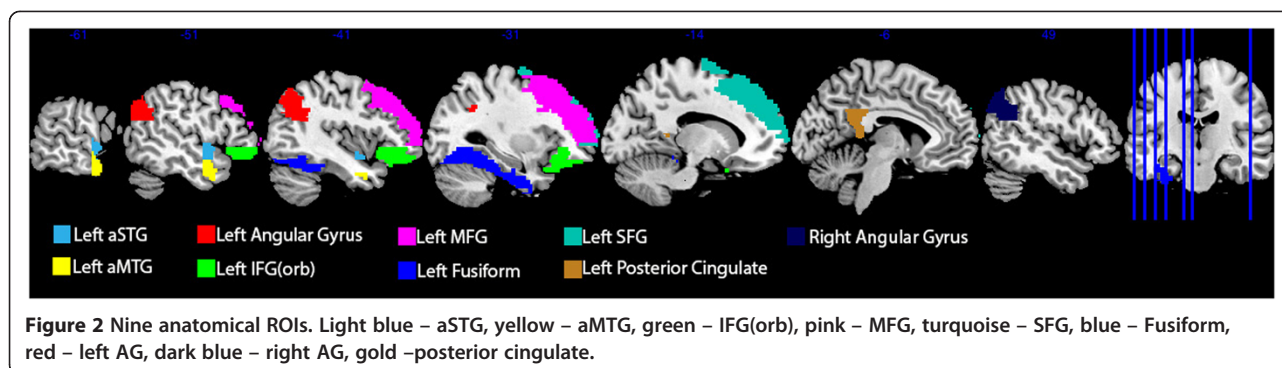 -61 -51 -41 -31 -14 -6 49
Left aSTG Left Angular Gyrus Left MFG Left SFG Right Angular Gyrus
Left aMTG Left IFG(orb) Left Fusiform Left Posterior Cingulate
Figure 2 Nine anatomical ROIs. Light blue – aSTG, yellow – aMTG, green – IFG(orb), pink – MFG, turquoise – SFG, blue – Fusiform,
red – left AG, dark blue – right AG, gold –posterior cingulate.